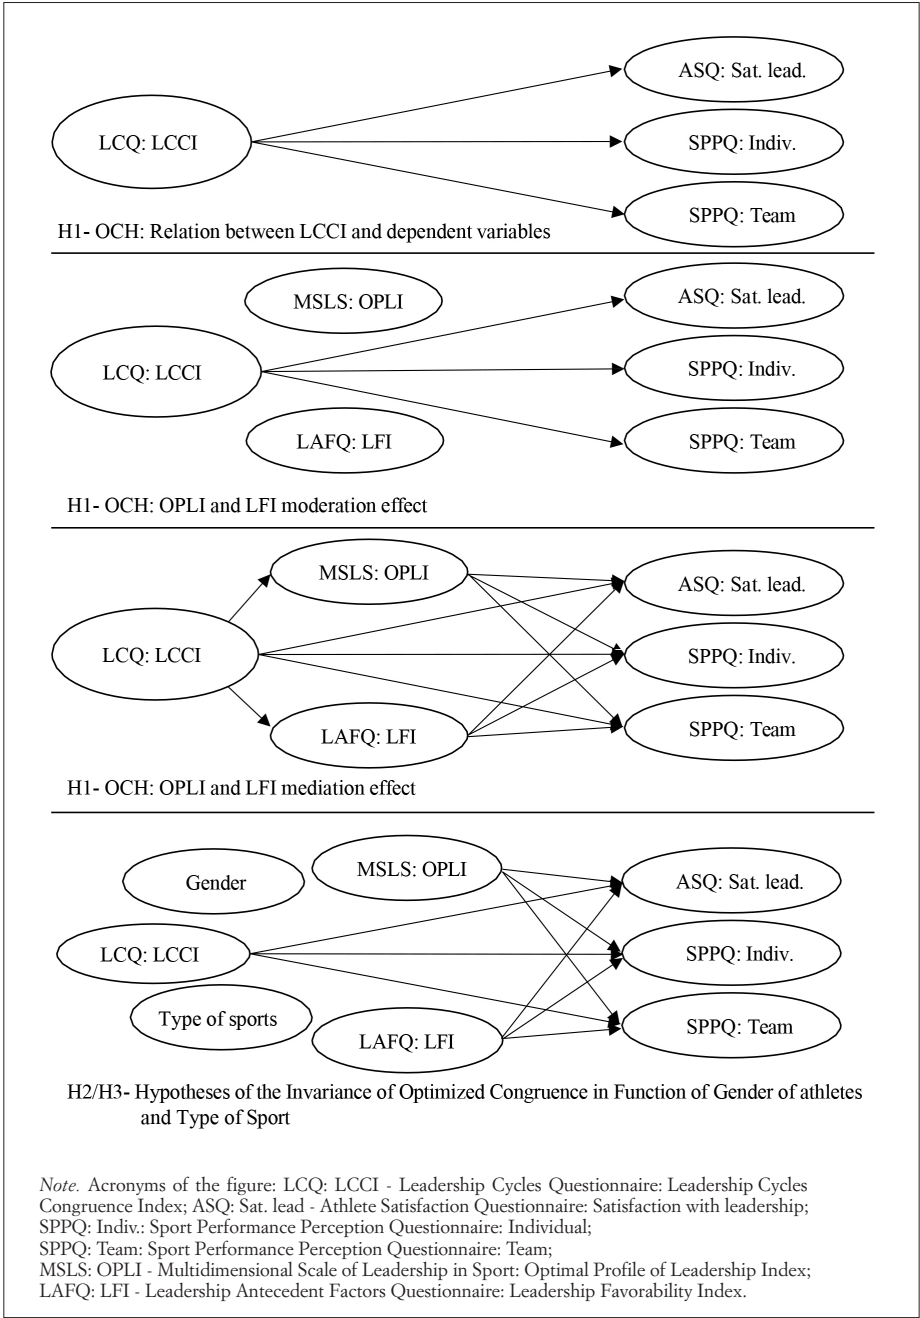 ASQ: Sat. lead.
LCQ: LCCI
SPPQ: Indiv.
SPPQ: Team
H1- OCH: Relation between LCCI and dependent variables
MSLS: OPLI
ASQ: Sat. lead.
LCQ: LCCI
SPPQ: Indiv.
LAFQ: LFI
SPPQ: Team
H1- OCH: OPLI and LFI moderation effect
MSLS: OPLI
ASQ: Sat. lead.
LCQ: LCCI
SPPQ: Indiv.
LAFQ: LFI
SPPQ: Team
H1- OCH: OPLI and LFI mediation effect
MSLS: OPLI
Gender
ASQ: Sat. lead.
LCQ: LCCI
SPPQ: Indiv.
Type of sports
LAFQ: LFI
SPPQ: Team
H2/H3- Hypotheses of the Invariance of Optimized Congruence in Function of Gender of athletes
and Type of Sport
Note. Acronyms of the figure: LCQ: LCCI - Leadership Cycles Questionnaire: Leadership Cycles
Congruence Index; ASQ: Sat. lead - Athlete Satisfaction Questionnaire: Satisfaction with leadership;
SPPQ: Indiv.: Sport Performance Perception Questionnaire: Individual;
SPPQ: Team: Sport Performance Perception Questionnaire: Team;
MSLS: OPLI - Multidimensional Scale of Leadership in Sport: Optimal Profile of Leadership Index;
LAFQ: LFI - Leadership Antecedent Factors Questionnaire: Leadership Favorability Index.